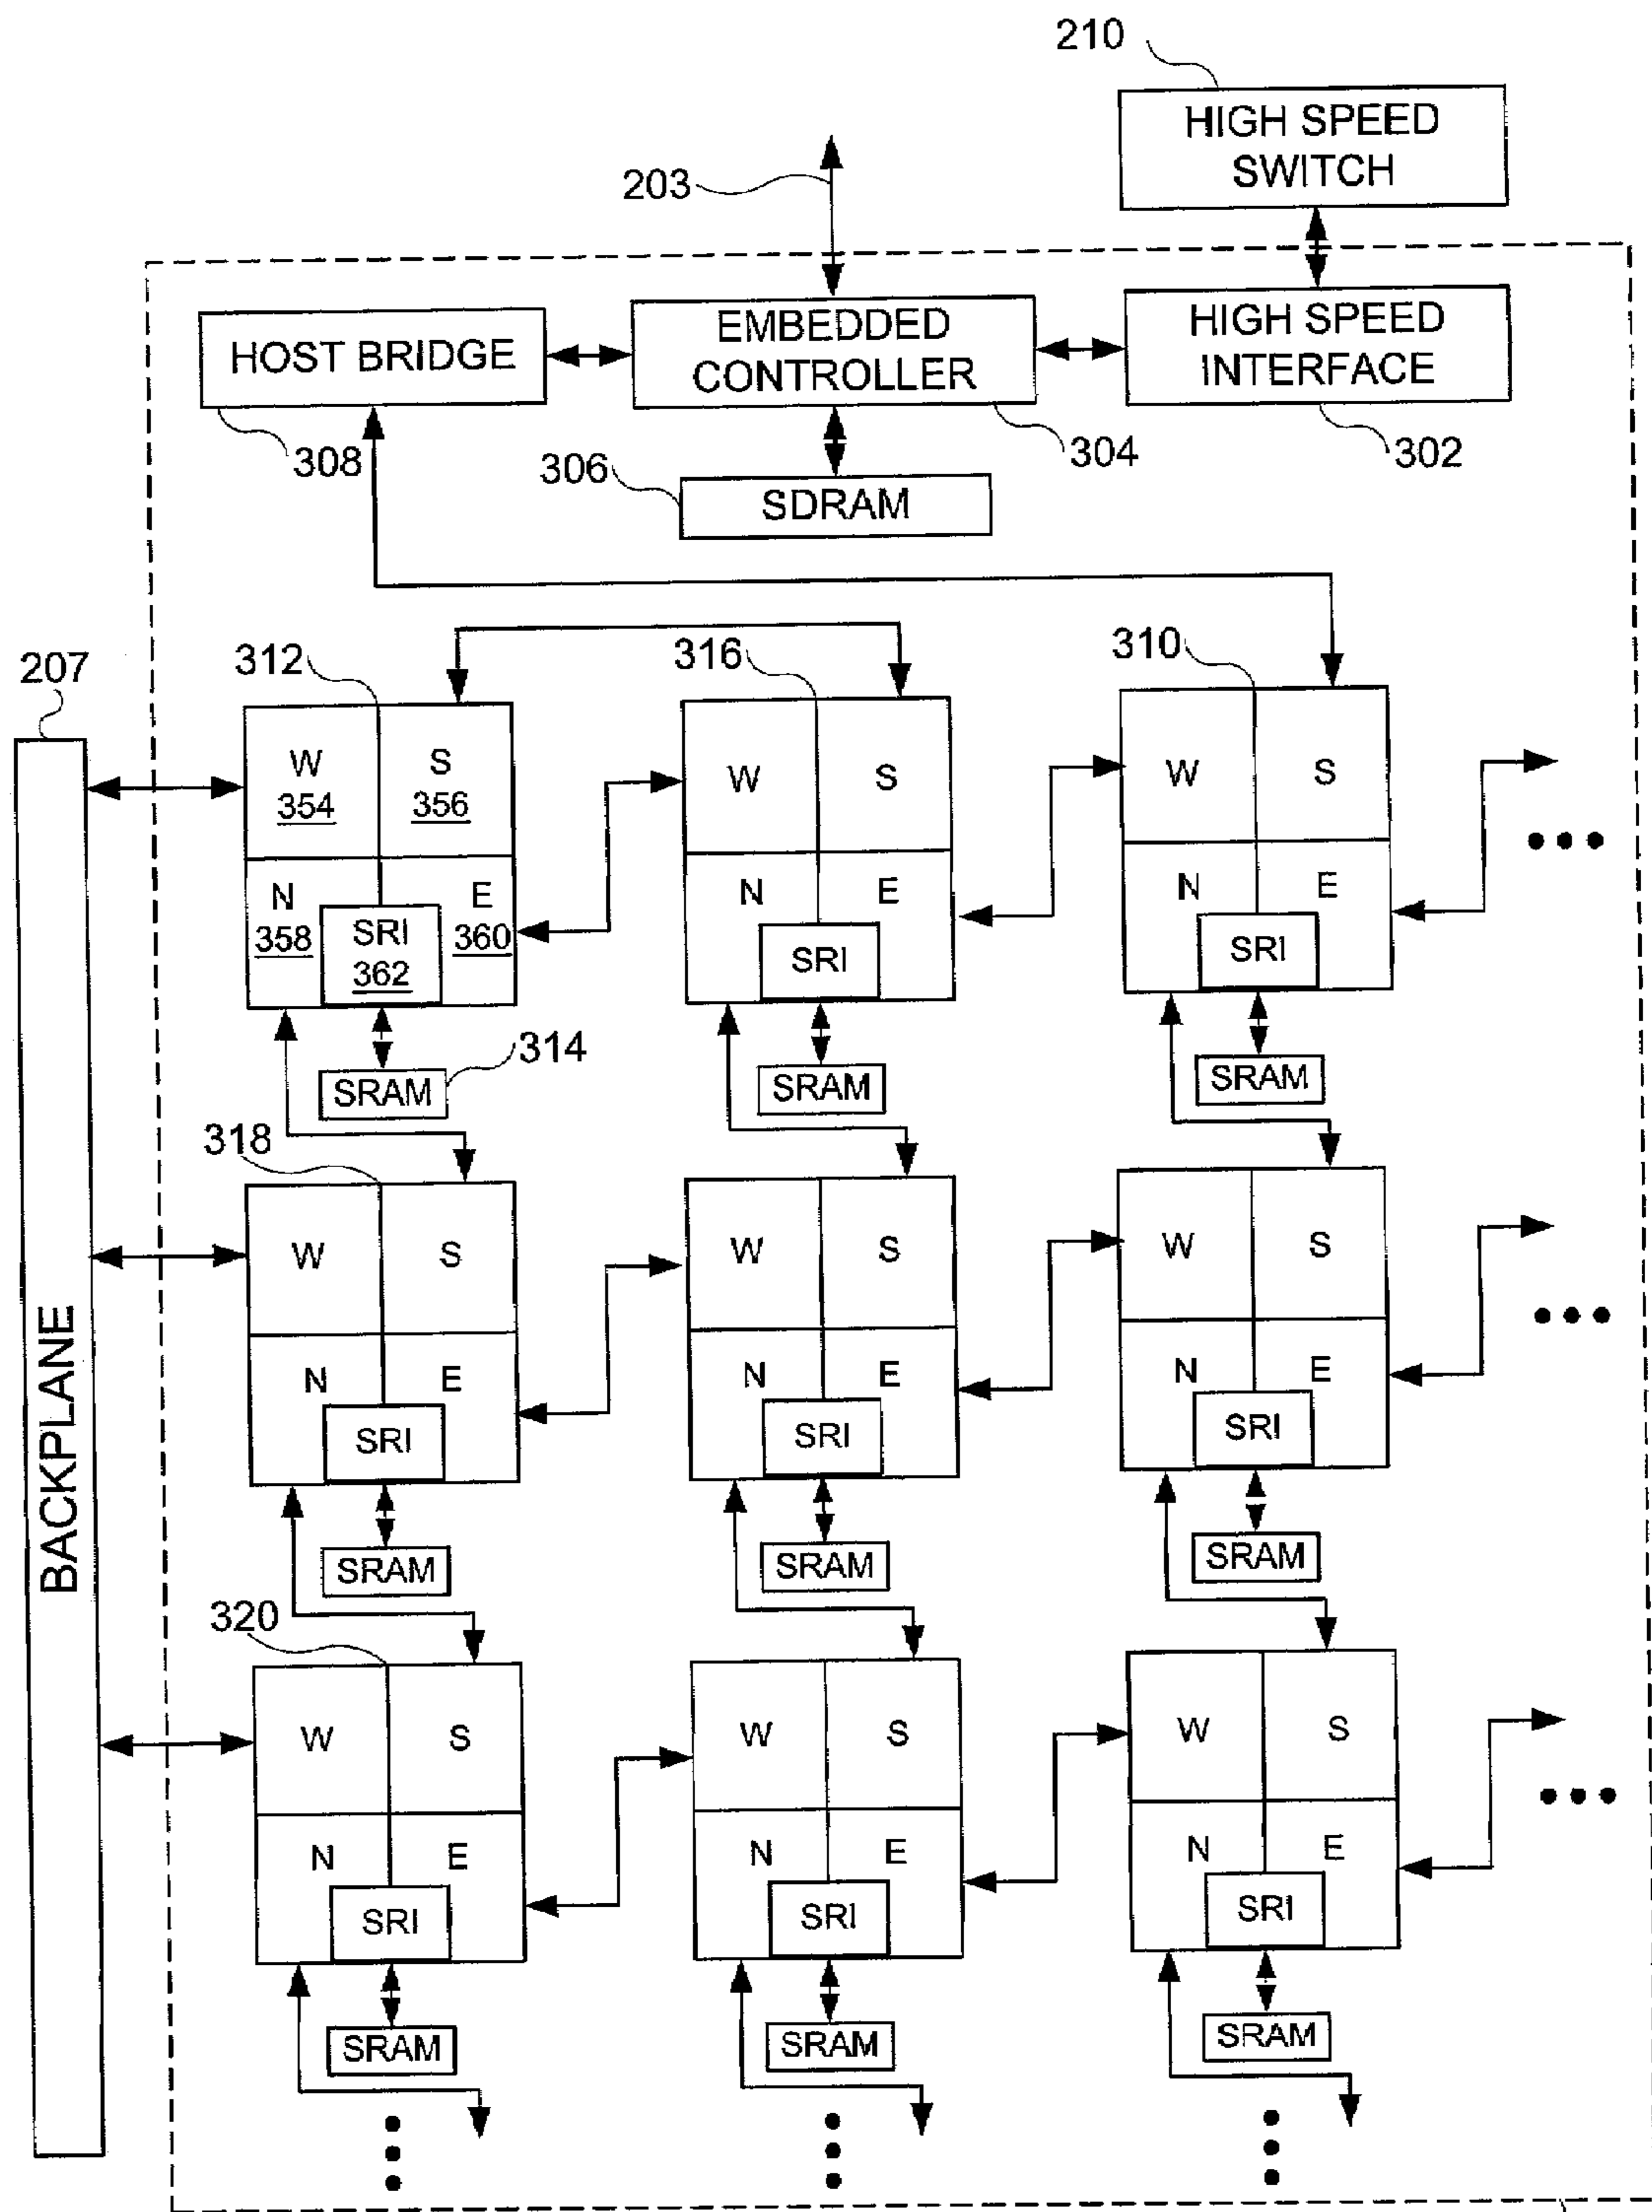 210
HIGH SPEED
SWITCH
203
HOST BRIDGE
EMBEDDED
CONTROLLER
HIGH SPEED
INTERFACE
308
304
302
306
SDRAM
207
BACKPLANE
312
316
310
W
354
S
356
W
S
W
S
N
358
E
360
SRI
362
N
E
SRI
N
E
SRI
SRAM
314
SRAM
SRAM
318
W
S
W
S
W
S
N
E
SRI
N
E
SRI
N
E
SRI
SRAM
SRAM
SRAM
320
W
S
W
S
W
S
N
E
SRI
N
E
SRI
N
E
SRI
SRAM
SRAM
SRAM